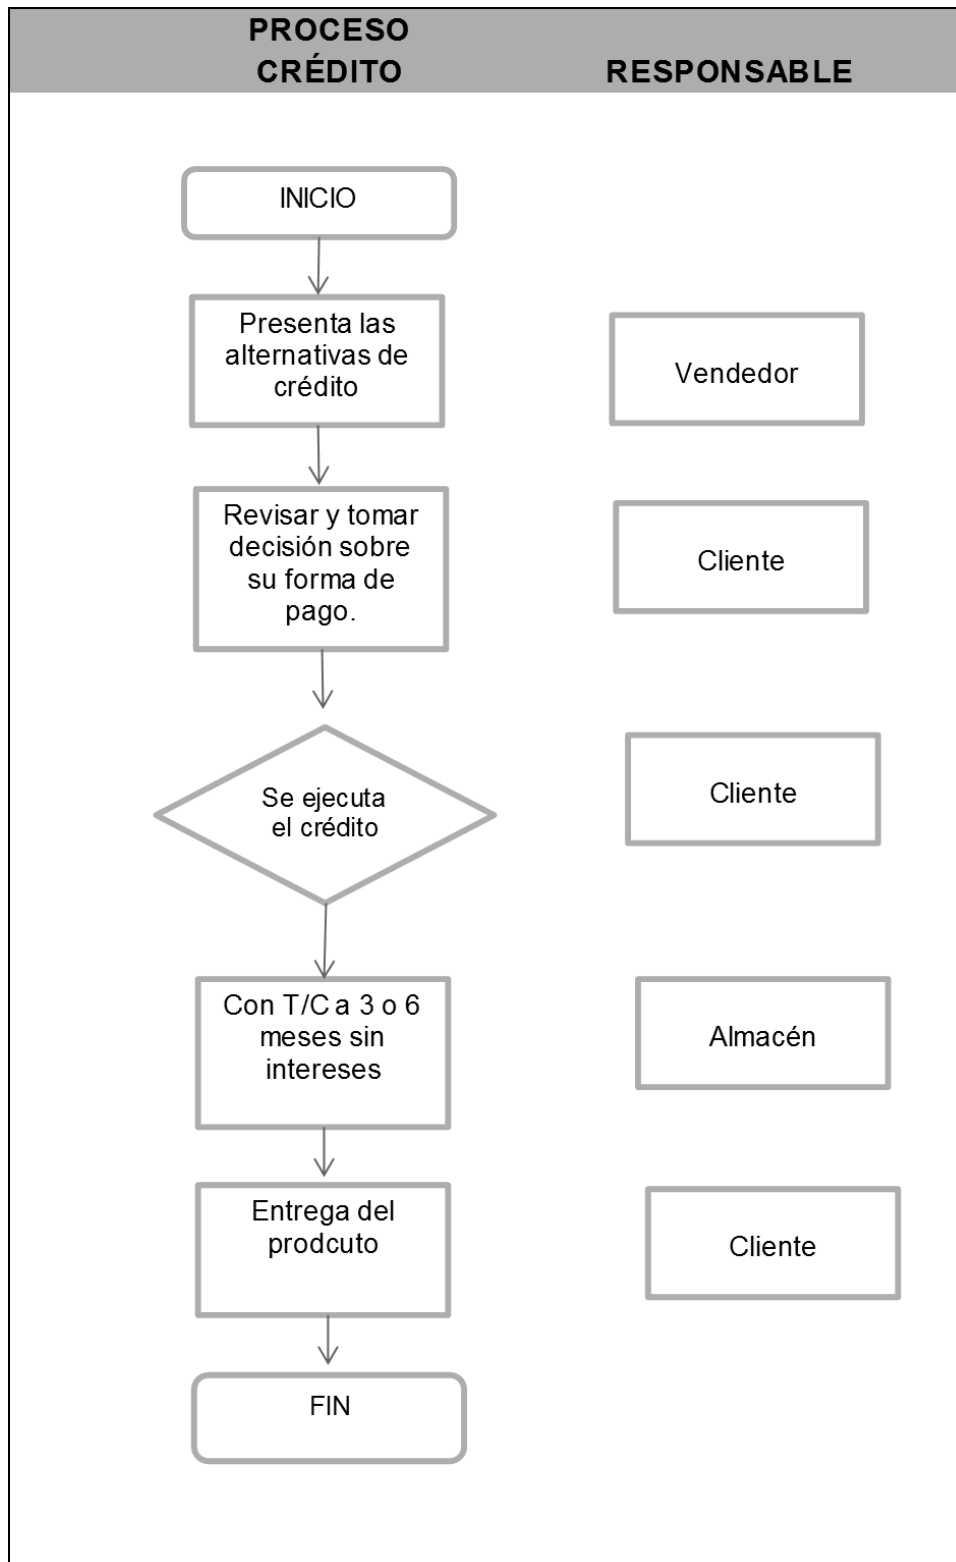 PROCESO
CRÉDITO
RESPONSABLE
INICIO
Presenta las
alternativas de
crédito
Vendedor
Revisar y tomar
decisión sobre
su forma de
pago.
Cliente
Se ejecuta
el crédito
Cliente
Con T/C a 3 o 6
meses sin
intereses
Almacén
Entrega del
prodcuto
Cliente
FIN